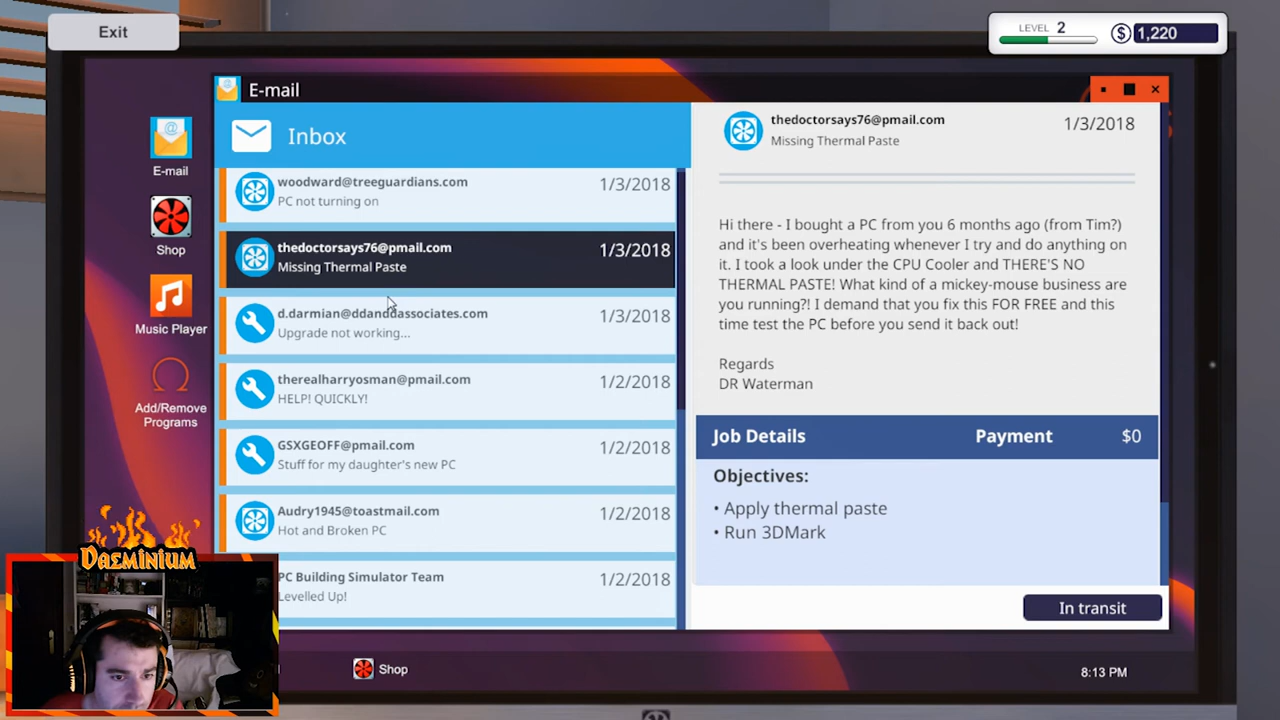 Exit
LEVEL 2
$ 1,220
E-mail
E-mail
Shop
Music Player
Add/Remove
Programs
Inbox
woodward@treeguardians.com 1/3/2018
PC not turning on
thedoctorsays76@pmail.com 1/3/2018
Missing Thermal Paste
d.darmian@ddandassociates.com 1/3/2018
Upgrade not working...
therealharryosman@pmail.com 1/2/2018
HELP! QUICKLY!
GSXGEOFF@pmail.com 1/2/2018
Stuff for my daughter's new PC
Audry1945@toastmail.com 1/2/2018
Hot and Broken PC
PC Building Simulator Team 1/2/2018
Levelled Up!
thedoctorsays76@pmail.com 1/3/2018
Missing Thermal Paste
Hi there - I bought a PC from you 6 months ago (from Tim?)
and it's been overheating whenever I try and do anything on
it. I took a look under the CPU Cooler and THERE'S NO
THERMAL PASTE! What kind of a mickey-mouse business are
you running?! I demand that you fix this FOR FREE and this
time test the PC before you send it back out!
Regards
DR Waterman
Job Details Payment $0
Objectives:
• Apply thermal paste
• Run 3DMark
In transit
DAEMINIUM
Shop
8:13 PM